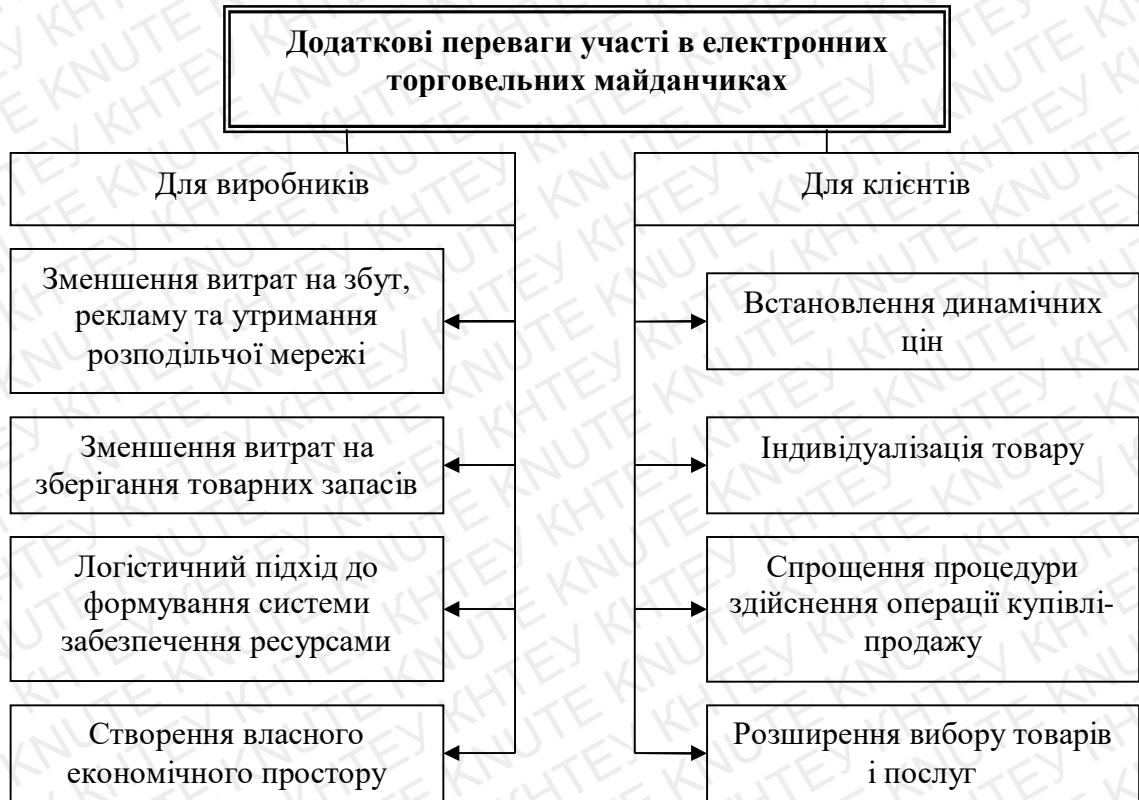 Додаткові переваги участі в електронних
торговельних майданчиках
Для виробників
Зменшення витрат на збут,
рекламу та утримання
розподільчої мережі
Зменшення витрат на
зберігання товарних запасів
Логістичний підхід до
формування системи
забезпечення ресурсами
Створення власного
економічного простору
Для клієнтів
Встановлення динамічних
цін
Індивідуалізація товару
Спрощення процедури
здійснення операції купівлі-
продажу
Розширення вибору товарів
і послуг